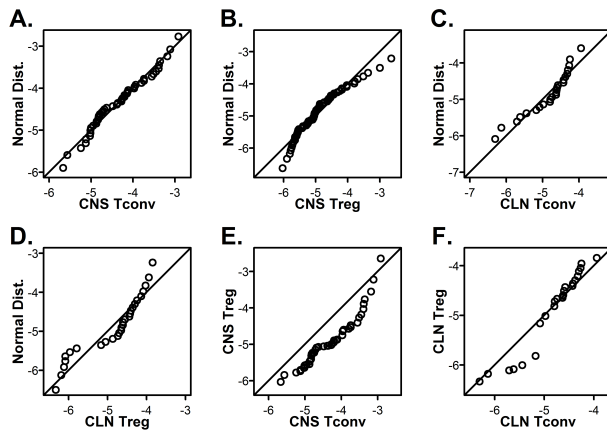 A. B. C.
Normal Dist.
-3
-4
-5
-6
-6 -5 -4 -3
CNS Tconv
Normal Dist.
-3
-4
-5
-6
-6 -5 -4 -3
CNS Treg
Normal Dist.
-4
-5
-6
-7
-7 -6 -5 -4
CLN Tconv
D. E. F.
Normal Dist.
-3
-4
-5
-6
-6 -5 -4 -3
CLN Treg
CNS Treg
-3
-4
-5
-6
-6 -5 -4 -3
CNS Tconv
CLN Treg
-4
-5
-6
-6 -5 -4
CLN Tconv